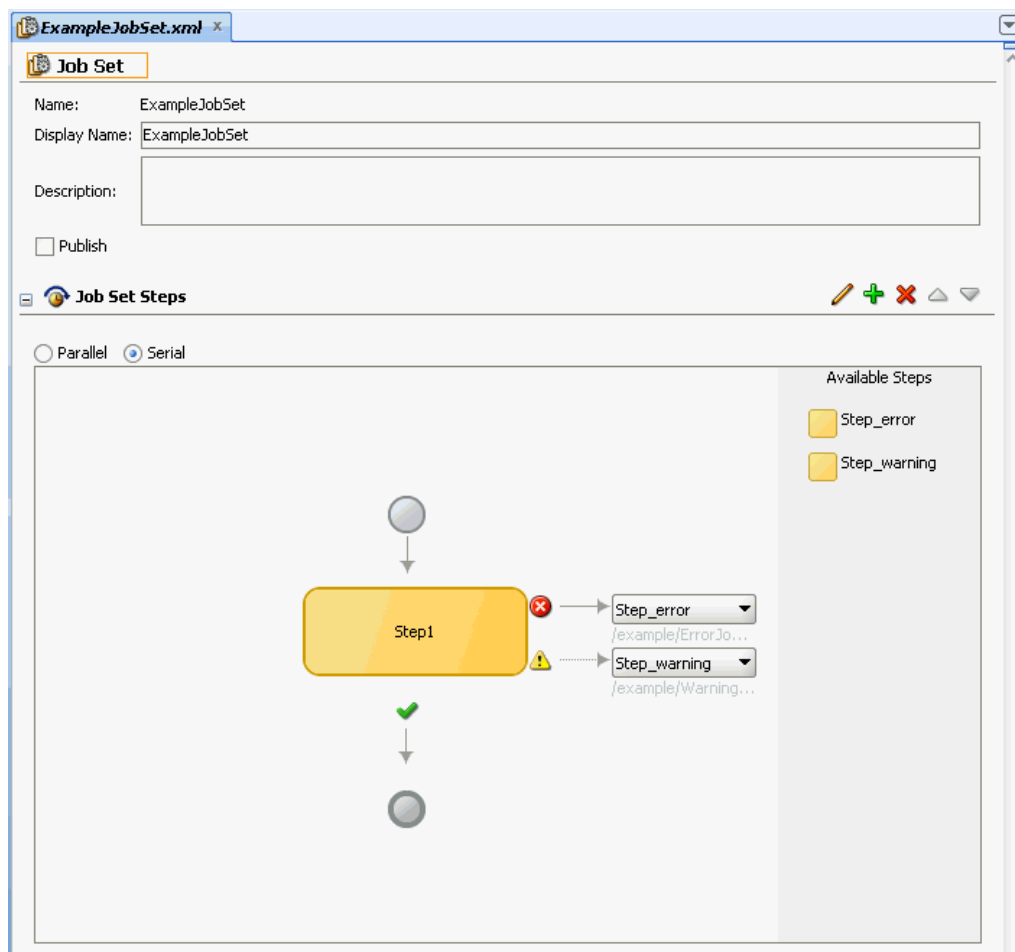 ExampleJobSet.xml x
Job Set
Name: ExampleJobSet
Display Name: ExampleJobSet
Description:
Publish
Job Set Steps
Parallel Serial
Available Steps
Step_error
Step_warning
Step1
Step_error
/example/ErrorJo...
Step_warning
/example/Warning...